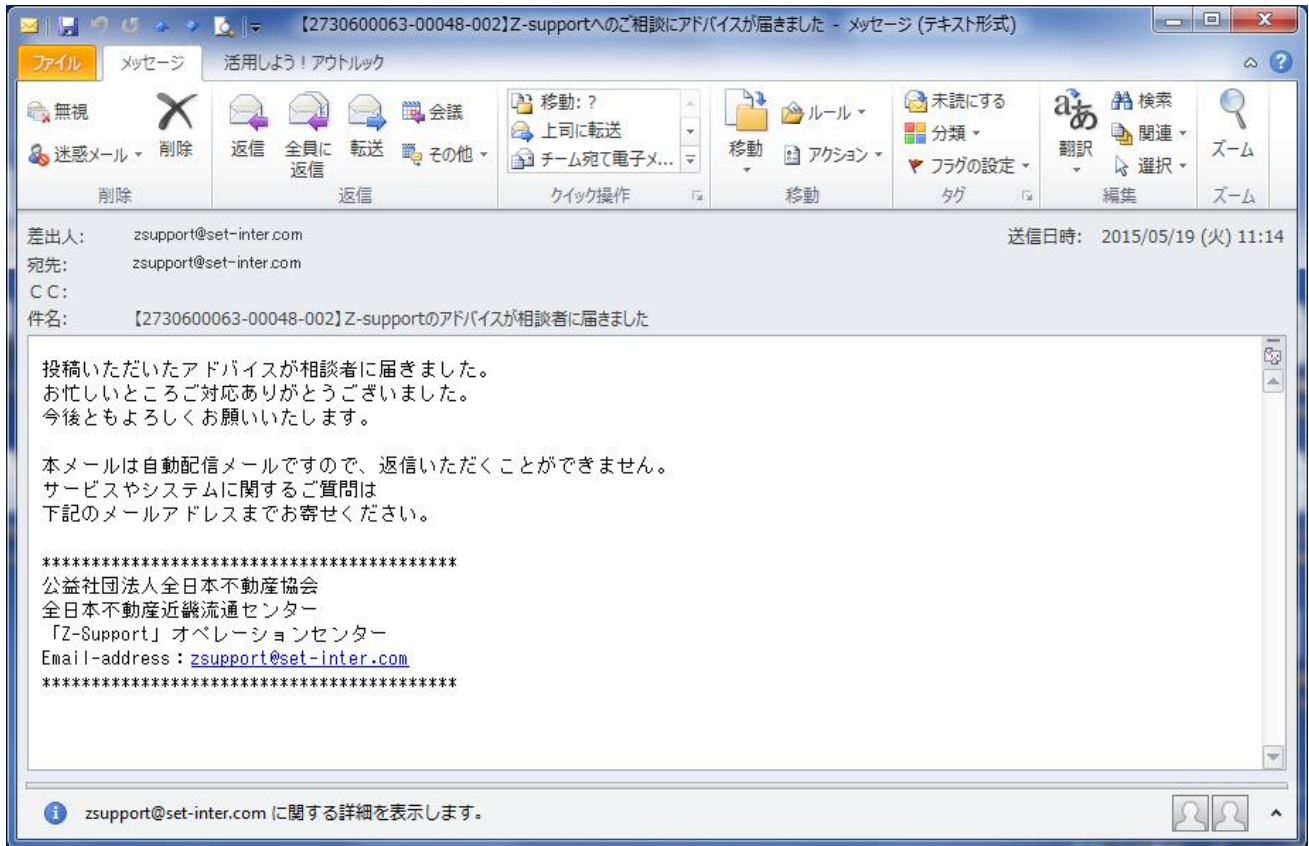 【2730600063-00048-002】Z-supportへのご相談にアドバイスが届きました - メッセージ (テキスト形式)
ファイル メッセージ 活用しよう！アウトルック
無視
迷惑メール
削除
削除
返信
全員に返信
転送
会議
その他
返信
移動: ?
上司に転送
チーム宛て電子メ...
クイック操作
移動
ルール
アクション
移動
未読にする
分類
フラグの設定
タグ
あ
翻訳
検索
関連
選択
編集
ズーム
ズーム
差出人: zsupport@set-inter.com 送信日時: 2015/05/19 (火) 11:14
宛先: zsupport@set-inter.com
CC:
件名: 【2730600063-00048-002】Z-supportのアドバイスが相談者に届きました
投稿いただいたアドバイスが相談者に届きました。
お忙しいところご対応ありがとうございました。
今後ともよろしくお願いいたします。
本メールは自動配信メールですので、返信いただくことができません。
サービスやシステムに関するご質問は
下記のメールアドレスまでお寄せください。
******************************************
公益社団法人全日本不動産協会
全日本不動産近畿流通センター
「Z-Support」オペレーションセンター
Email-address：zsupport@set-inter.com
******************************************
zsupport@set-inter.com に関する詳細を表示します。